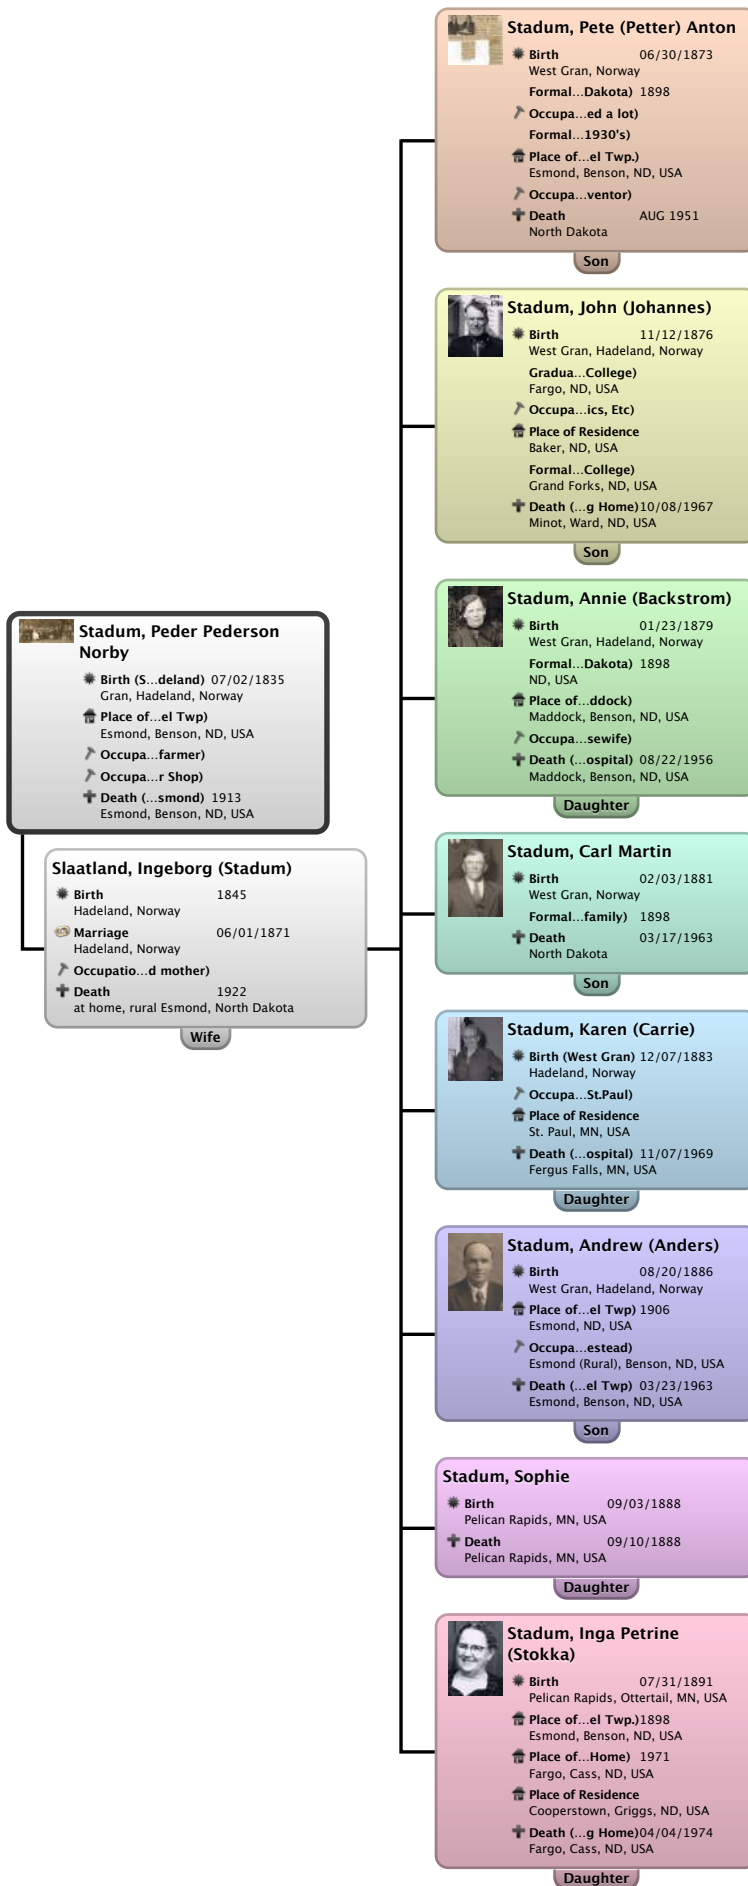 Stadum, Peder Pederson
Norby
Birth (S...deland) 07/02/1835
Gran, Hadeland, Norway
Place of...el Twp)
Esmond, Benson, ND, USA
Occupa...farmer)
Occupa...r Shop)
Death (...smond) 1913
Esmond, Benson, ND, USA
Slaatland, Ingeborg (Stadum)
Birth 1845
Hadeland, Norway
Marriage 06/01/1871
Hadeland, Norway
Occupatio...d mother)
Death 1922
at home, rural Esmond, North Dakota
Wife
Stadum, Pete (Petter) Anton
Birth 06/30/1873
West Gran, Norway
Formal...Dakota) 1898
Occupa...ed a lot)
Formal...1930's)
Place of...el Twp.)
Esmond, Benson, ND, USA
Occupa...ventor)
Death AUG 1951
North Dakota
Son
Stadum, John (Johannes)
Birth 11/12/1876
West Gran, Hadeland, Norway
Gradua...College)
Fargo, ND, USA
Occupa...ics, Etc)
Place of Residence
Baker, ND, USA
Formal...College)
Grand Forks, ND, USA
Death (...g Home) 10/08/1967
Minot, Ward, ND, USA
Son
Stadum, Annie (Backstrom)
Birth 01/23/1879
West Gran, Hadeland, Norway
Formal...Dakota) 1898
ND, USA
Place of...ddock)
Maddock, Benson, ND, USA
Occupa...sewife)
Death (...ospital) 08/22/1956
Maddock, Benson, ND, USA
Daughter
Stadum, Carl Martin
Birth 02/03/1881
West Gran, Norway
Formal...family) 1898
Death 03/17/1963
North Dakota
Son
Stadum, Karen (Carrie)
Birth (West Gran) 12/07/1883
Hadeland, Norway
Occupa...St.Paul)
Place of Residence
St. Paul, MN, USA
Death (...ospital) 11/07/1969
Fergus Falls, MN, USA
Daughter
Stadum, Andrew (Anders)
Birth 08/20/1886
West Gran, Hadeland, Norway
Place of...el Twp) 1906
Esmond, ND, USA
Occupa...estead)
Esmond (Rural), Benson, ND, USA
Death (...el Twp) 03/23/1963
Esmond, Benson, ND, USA
Son
Stadum, Sophie
Birth 09/03/1888
Pelican Rapids, MN, USA
Death 09/10/1888
Pelican Rapids, MN, USA
Daughter
Stadum, Inga Petrine
(Stokka)
Birth 07/31/1891
Pelican Rapids, Ottertail, MN, USA
Place of...el Twp.) 1898
Esmond, Benson, ND, USA
Place of...Home) 1971
Fargo, Cass, ND, USA
Place of Residence
Cooperstown, Griggs, ND, USA
Death (...g Home) 04/04/1974
Fargo, Cass, ND, USA
Daughter